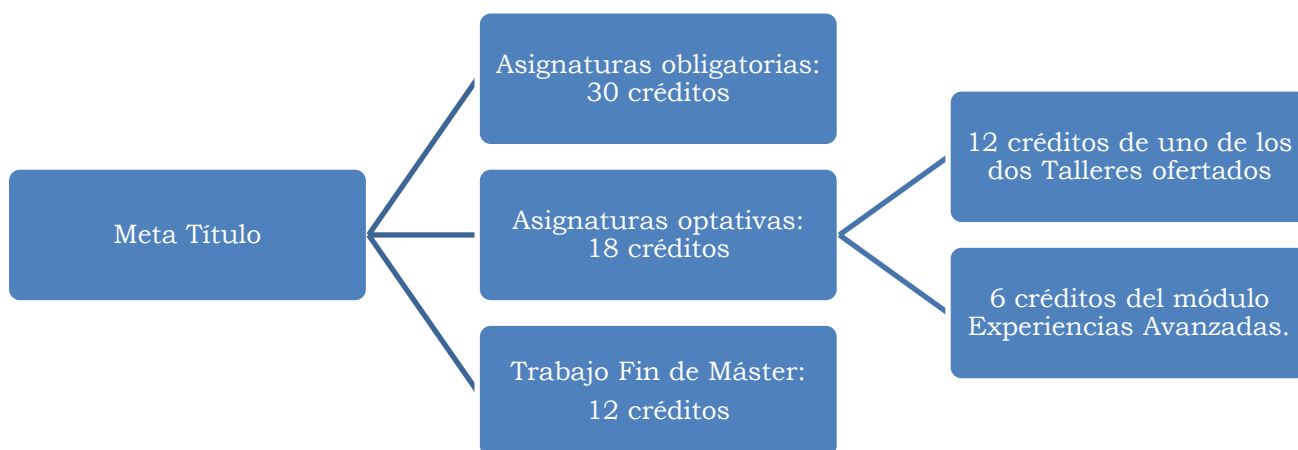 Meta Título
Asignaturas obligatorias:
30 créditos
Asignaturas optativas:
18 créditos
Trabajo Fin de Máster:
12 créditos
12 créditos de uno de los
dos Talleres ofertados
6 créditos del módulo
Experiencias Avanzadas.